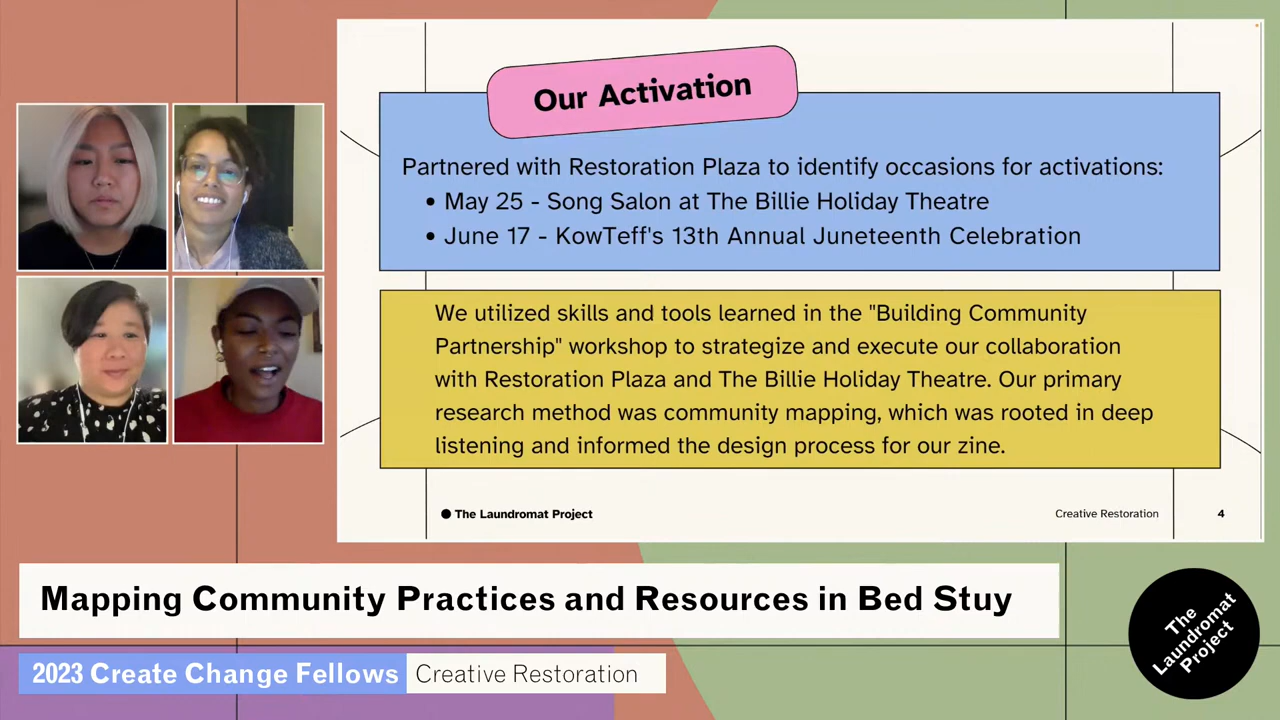 Our Activation
Partnered with Restoration Plaza to identify occasions for activations:
• May 25 - Song Salon at The Billie Holiday Theatre
• June 17 - KowTeff's 13th Annual Juneteenth Celebration
We utilized skills and tools learned in the "Building Community
Partnership" workshop to strategize and execute our collaboration
with Restoration Plaza and The Billie Holiday Theatre. Our primary
research method was community mapping, which was rooted in deep
listening and informed the design process for our zine.
The Laundromat Project
Creative Restoration
4
Mapping Community Practices and Resources in Bed Stuy
2023 Create Change Fellows
Creative Restoration
The
Laundromat
Project